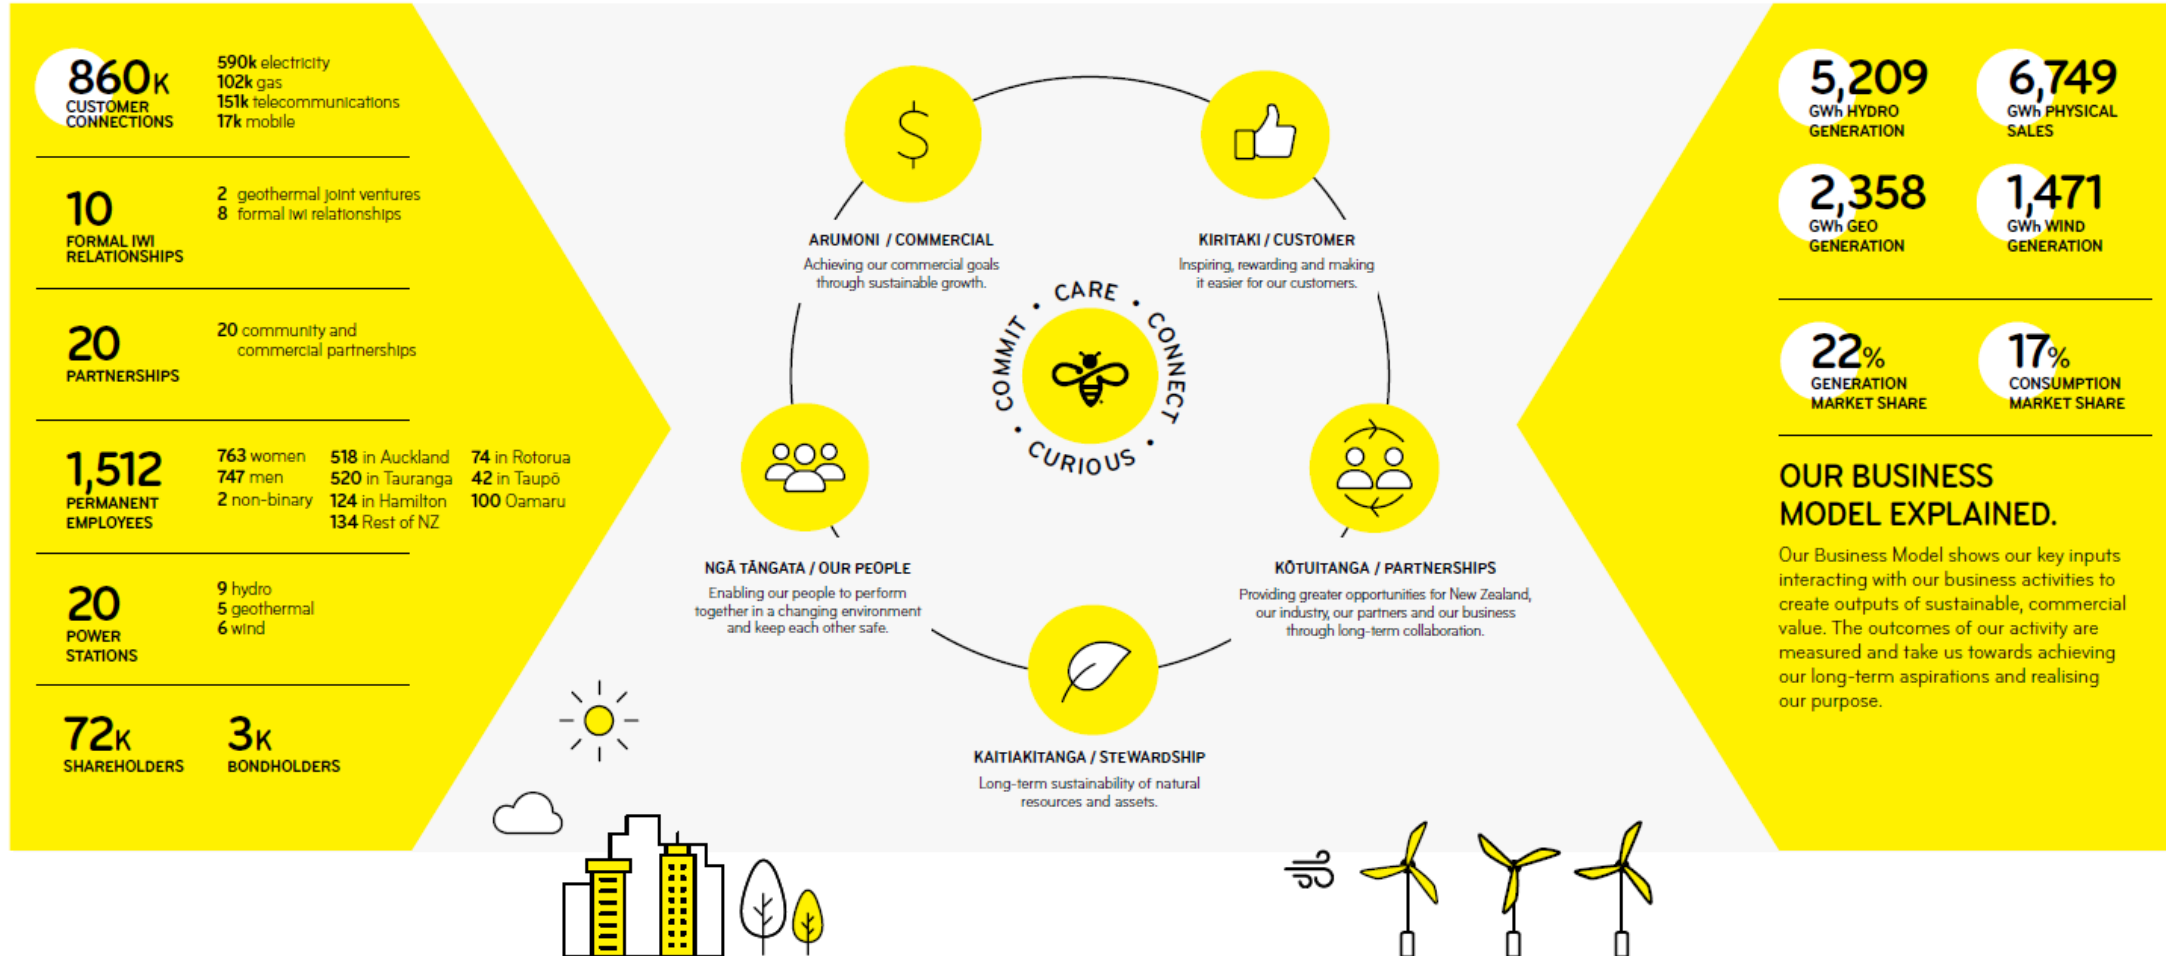 860K
CUSTOMER
CONNECTIONS
590k electricity
102k gas
151k telecommunications
17k mobile
10
FORMAL IWI
RELATIONSHIPS
2 geothermal joint ventures
8 formal iwi relationships
20
PARTNERSHIPS
20 community and
commercial partnerships
1,512
PERMANENT
EMPLOYEES
763 women
747 men
2 non-binary
518 in Auckland
520 in Tauranga
124 in Hamilton
134 Rest of NZ
74 in Rotorua
42 in Taupō
100 Oamaru
20
POWER
STATIONS
9 hydro
5 geothermal
6 wind
72K
SHAREHOLDERS
3K
BONDHOLDERS
ARUMONI / COMMERCIAL
Achieving our commercial goals
through sustainable growth.
KIRITAKI / CUSTOMER
Inspiring, rewarding and making
it easier for our customers.
COMMIT · CARE · CONNECT · CURIOUS ·
NGĀ TĀNGATA / OUR PEOPLE
Enabling our people to perform
together in a changing environment
and keep each other safe.
KŌTUITANGA / PARTNERSHIPS
Providing greater opportunities for New Zealand,
our industry, our partners and our business
through long-term collaboration.
KAITIAKITANGA / STEWARDSHIP
Long-term sustainability of natural
resources and assets.
5,209
GWh HYDRO
GENERATION
6,749
GWh PHYSICAL
SALES
2,358
GWh GEO
GENERATION
1,471
GWh WIND
GENERATION
22%
GENERATION
MARKET SHARE
17%
CONSUMPTION
MARKET SHARE
OUR BUSINESS
MODEL EXPLAINED.
Our Business Model shows our key inputs
interacting with our business activities to
create outputs of sustainable, commercial
value. The outcomes of our activity are
measured and take us towards achieving
our long-term aspirations and realising
our purpose.